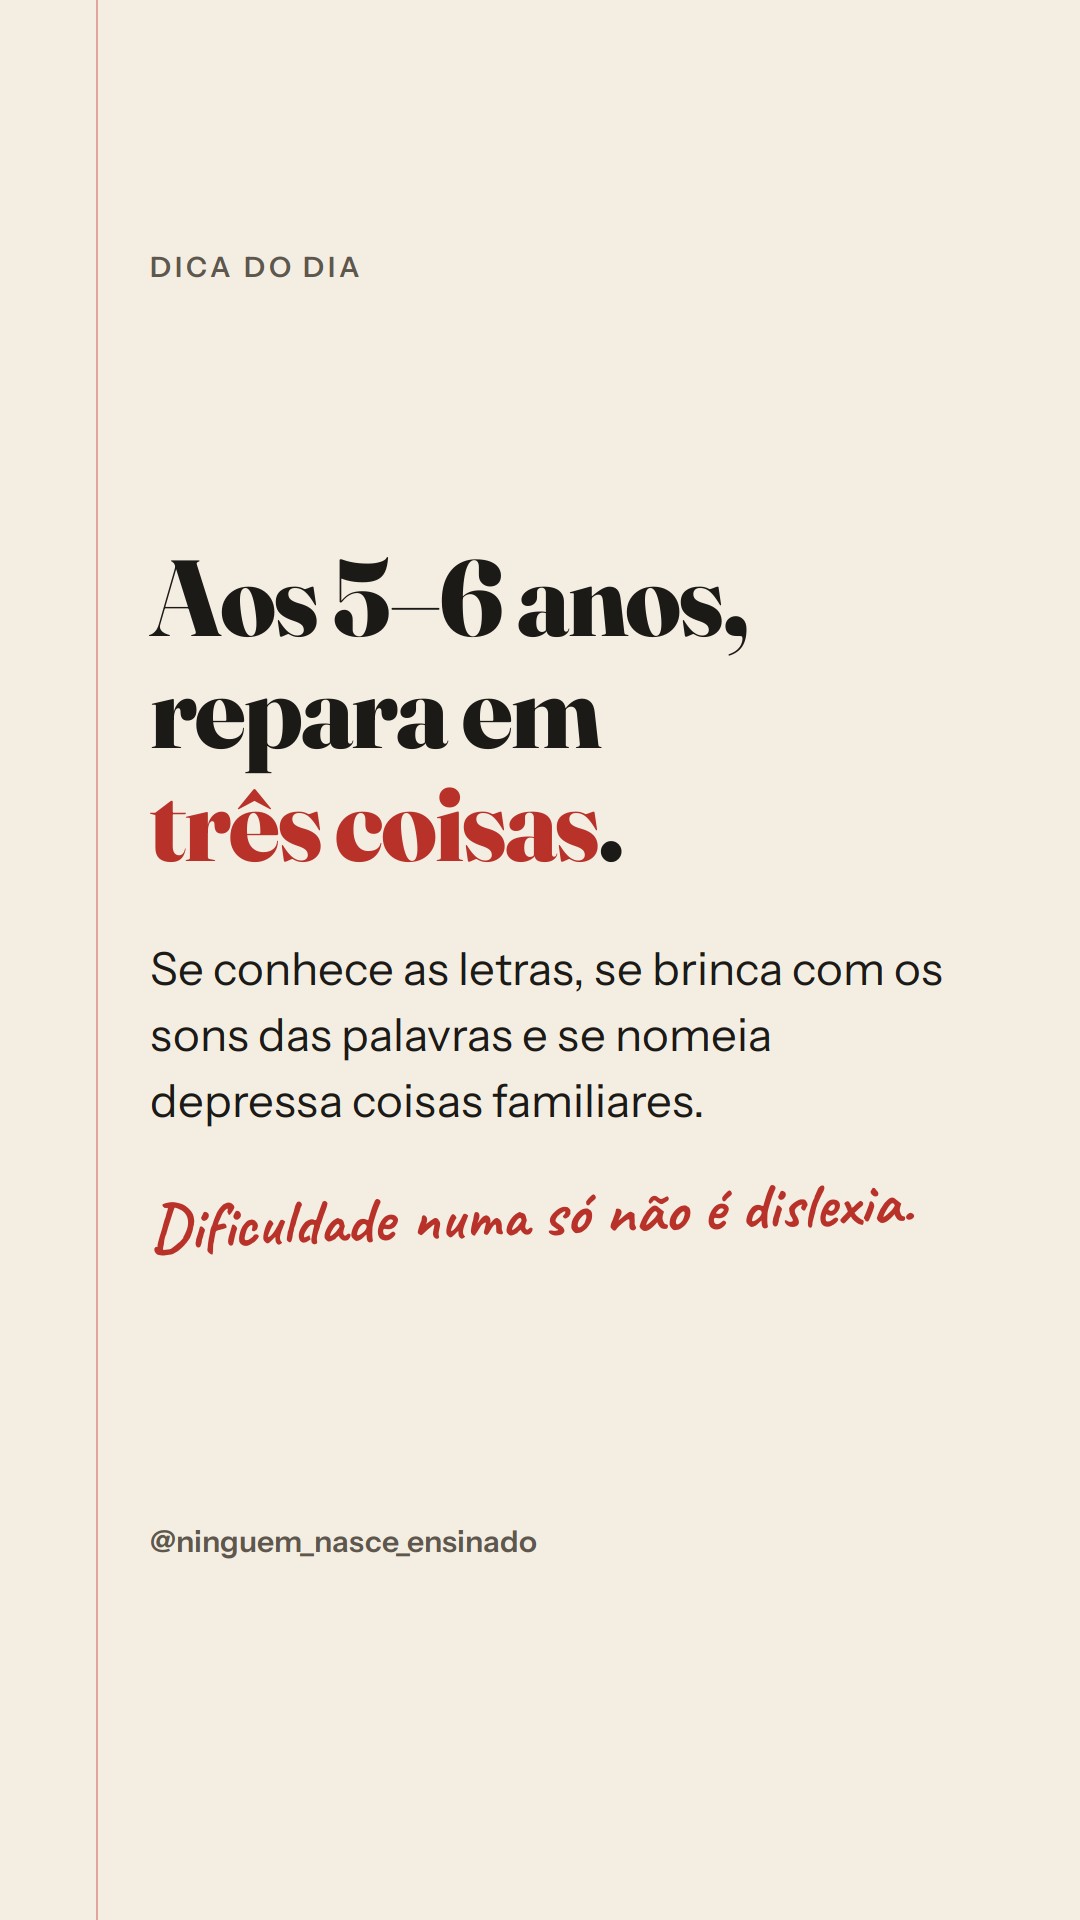 DICA DO DIA
Aos 5–6 anos,
repara em
três coisas.
Se conhece as letras, se brinca com os
sons das palavras e se nomeia
depressa coisas familiares.
Dificuldade numa só não é dislexia.
@ninguem_nasce_ensinado